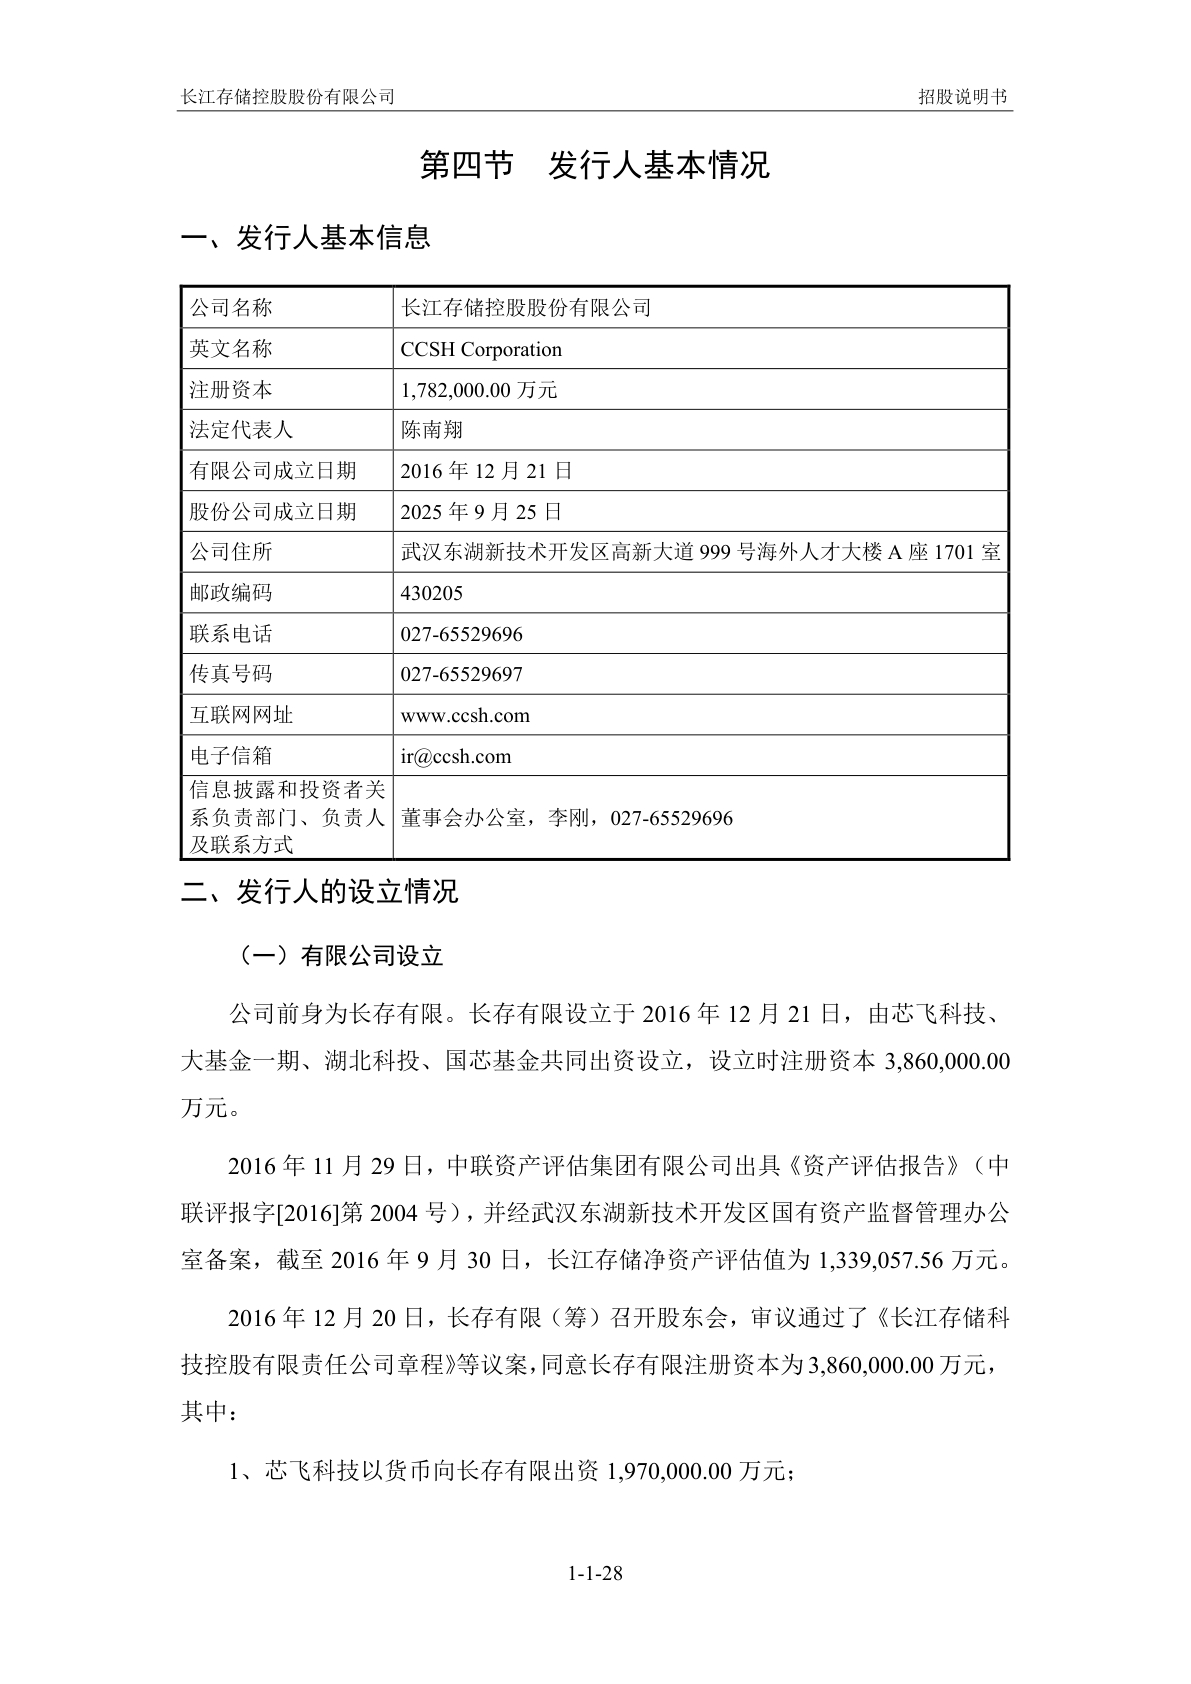 长江存储控股股份有限公司 招股说明书
第四节 发行人基本情况
一、发行人基本信息
公司名称 长江存储控股股份有限公司
英文名称 CCSH Corporation
注册资本 1,782,000.00 万元
法定代表人 陈南翔
有限公司成立日期 2016 年 12 月 21 日
股份公司成立日期 2025 年 9 月 25 日
公司住所 武汉东湖新技术开发区高新大道 999 号海外人才大楼 A 座 1701 室
邮政编码 430205
联系电话 027-65529696
传真号码 027-65529697
互联网网址 www.ccsh.com
电子信箱 ir@ccsh.com
信息披露和投资者关
系负责部门、负责人
及联系方式
董事会办公室，李刚，027-65529696
二、发行人的设立情况
（一）有限公司设立
公司前身为长存有限。长存有限设立于 2016 年 12 月 21 日，由芯飞科技、
大基金一期、湖北科投、国芯基金共同出资设立，设立时注册资本 3,860,000.00
万元。
2016 年 11 月 29 日，中联资产评估集团有限公司出具《资产评估报告》（中
联评报字[2016]第 2004 号），并经武汉东湖新技术开发区国有资产监督管理办公
室备案，截至 2016 年 9 月 30 日，长江存储净资产评估值为 1,339,057.56 万元。
2016 年 12 月 20 日，长存有限（筹）召开股东会，审议通过了《长江存储科
技控股有限责任公司章程》等议案，同意长存有限注册资本为 3,860,000.00 万元，
其中：
1、芯飞科技以货币向长存有限出资 1,970,000.00 万元；
1-1-28